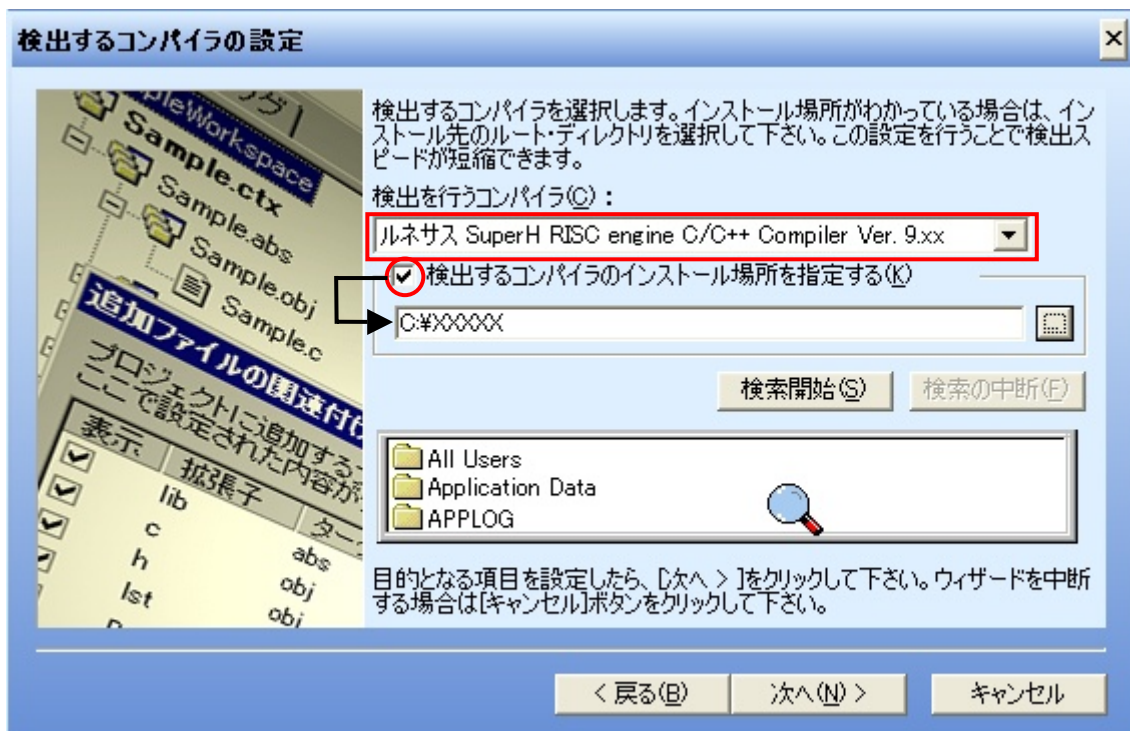 検出するコンパイラの設定
 グ
pleWorkspace
Sample.ctx
Sample.abs
Sample.obj
Sample.c
追加ファイルの関連付け
プロジェクトに追加する
ここで設定された内容が
表示 拡張子 ター
lib
c abs
h obj
lst obj
検出するコンパイラを選択します。インストール場所がわかっている場合は、イン
ストール先のルート・ディレクトリを選択して下さい。この設定を行うことで検出ス
ピードが短縮できます。
検出を行うコンパイラ(C):
ルネサス SuperH RISC engine C/C++ Compiler Ver. 9.xx
検出するコンパイラのインストール場所を指定する(K)
C:¥XXXXX
...
検索開始(S) 検索の中断(F)
All Users
Application Data
APPLOG
目的となる項目を設定したら、[次へ > ]をクリックして下さい。ウィザードを中断
する場合は[キャンセル]ボタンをクリックして下さい。
< 戻る(B) 次へ(N) > キャンセル